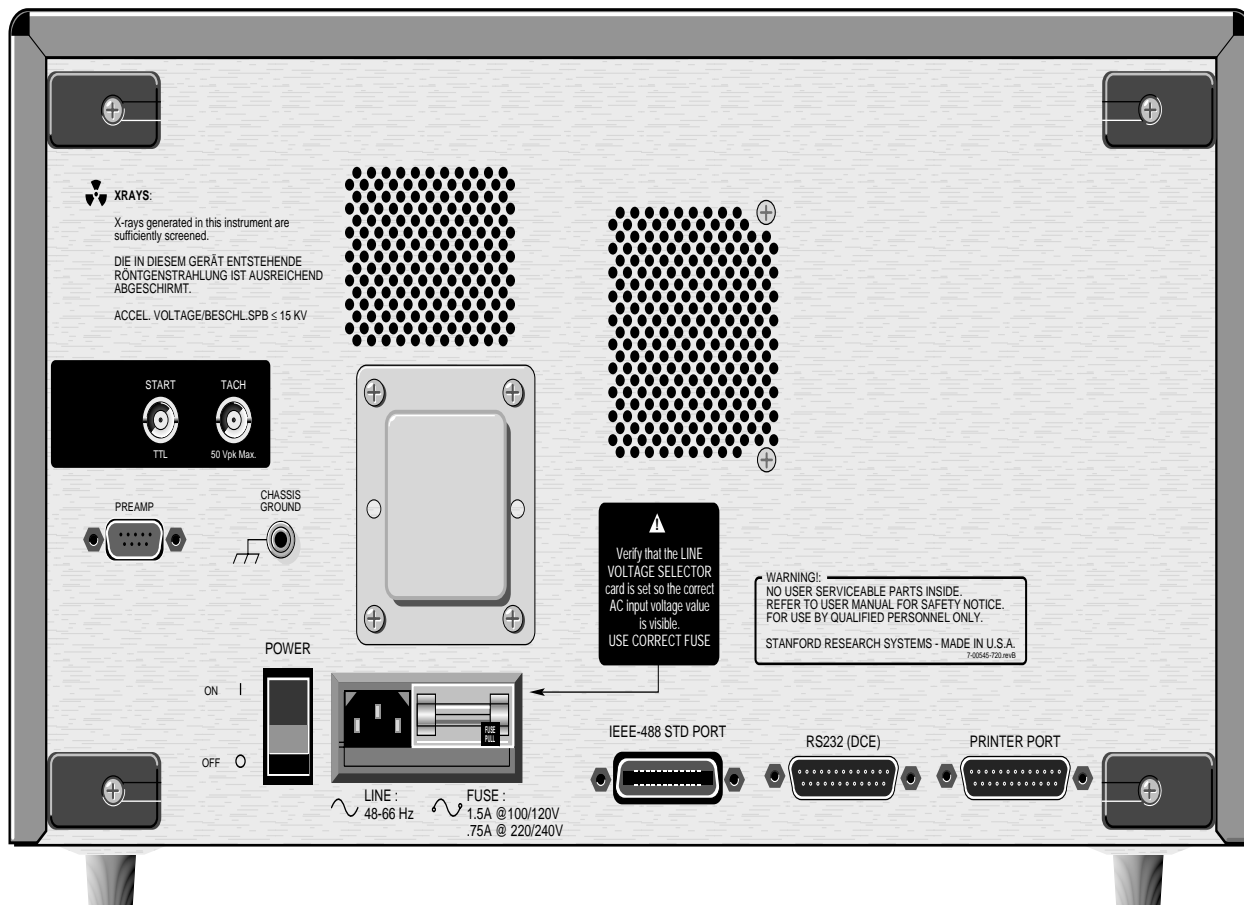 XRAYS:
X-rays generated in this instrument are
sufficiently screened.
DIE IN DIESEM GERÄT ENTSTEHENDE
RÖNTGENSTRAHLUNG IST AUSREICHEND
ABGESCHIRMT.
ACCEL. VOLTAGE/BESCHL.SPB ≤ 15 KV
START
TACH
TTL
50 Vpk Max.
PREAMP
CHASSIS
GROUND
Verify that the LINE
VOLTAGE SELECTOR
card is set so the correct
AC input voltage value
is visible.
USE CORRECT FUSE
WARNING!:
NO USER SERVICEABLE PARTS INSIDE.
REFER TO USER MANUAL FOR SAFETY NOTICE.
FOR USE BY QUALIFIED PERSONNEL ONLY.
STANFORD RESEARCH SYSTEMS - MADE IN U.S.A.
7-00545-720.revB
POWER
ON I
OFF O
FUSE
PULL
LINE :
48-66 Hz
FUSE :
1.5A @100/120V
.75A @ 220/240V
IEEE-488 STD PORT
RS232 (DCE)
PRINTER PORT